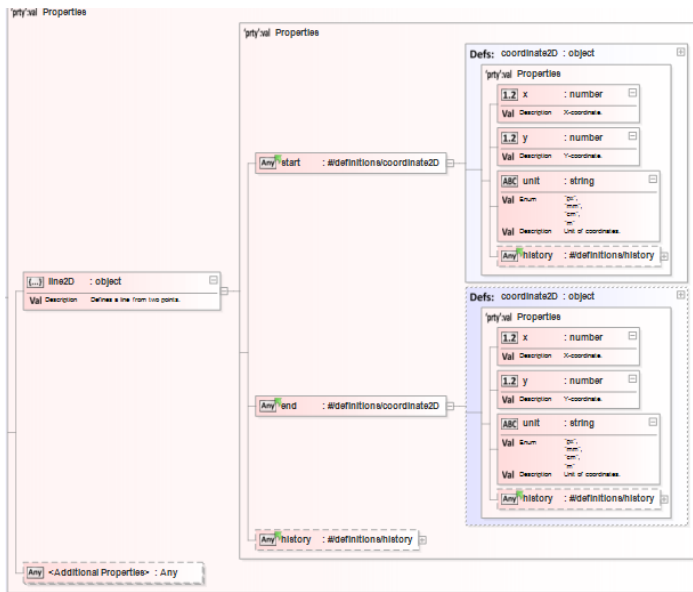 'prty':val Properties
'prty':val Properties
Defs: coordinate2D : object
'prty':val Properties
1.2 x : number
Val Description X-coordinate.
1.2 y : number
Val Description Y-coordinate.
Any start : #/definitions/coordinate2D
ABC unit : string
Val Enum "px",
"mm",
"cm",
"m"
Val Description Unit of coordinates.
Any history : #/definitions/history
{...} line2D : object
Val Description Defines a line from two points.
Defs: coordinate2D : object
'prty':val Properties
1.2 x : number
Val Description X-coordinate.
1.2 y : number
Val Description Y-coordinate.
Any end : #/definitions/coordinate2D
ABC unit : string
Val Enum "px",
"mm",
"cm",
"m"
Val Description Unit of coordinates.
Any history : #/definitions/history
Any history : #/definitions/history
Any <Additional Properties> : Any